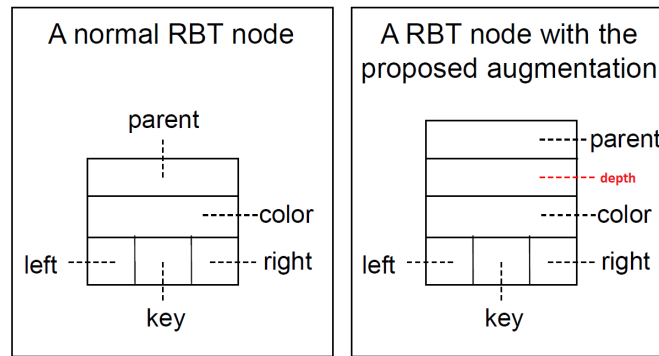 A normal RBT node
parent
color
left
right
key
A RBT node with the
proposed augmentation
parent
depth
color
left
right
key